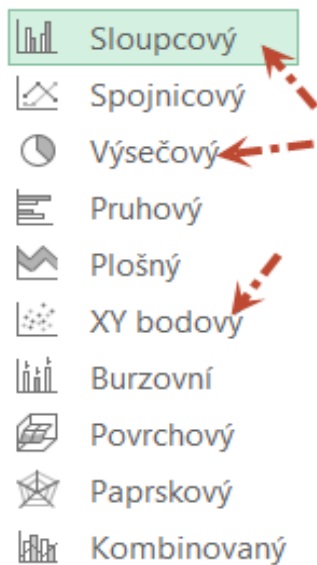 Sloupcový
Spojnicový
Výsečový
Pruhový
Plošný
XY bodový
Burzovní
Povrchový
Paprskový
Kombinovaný